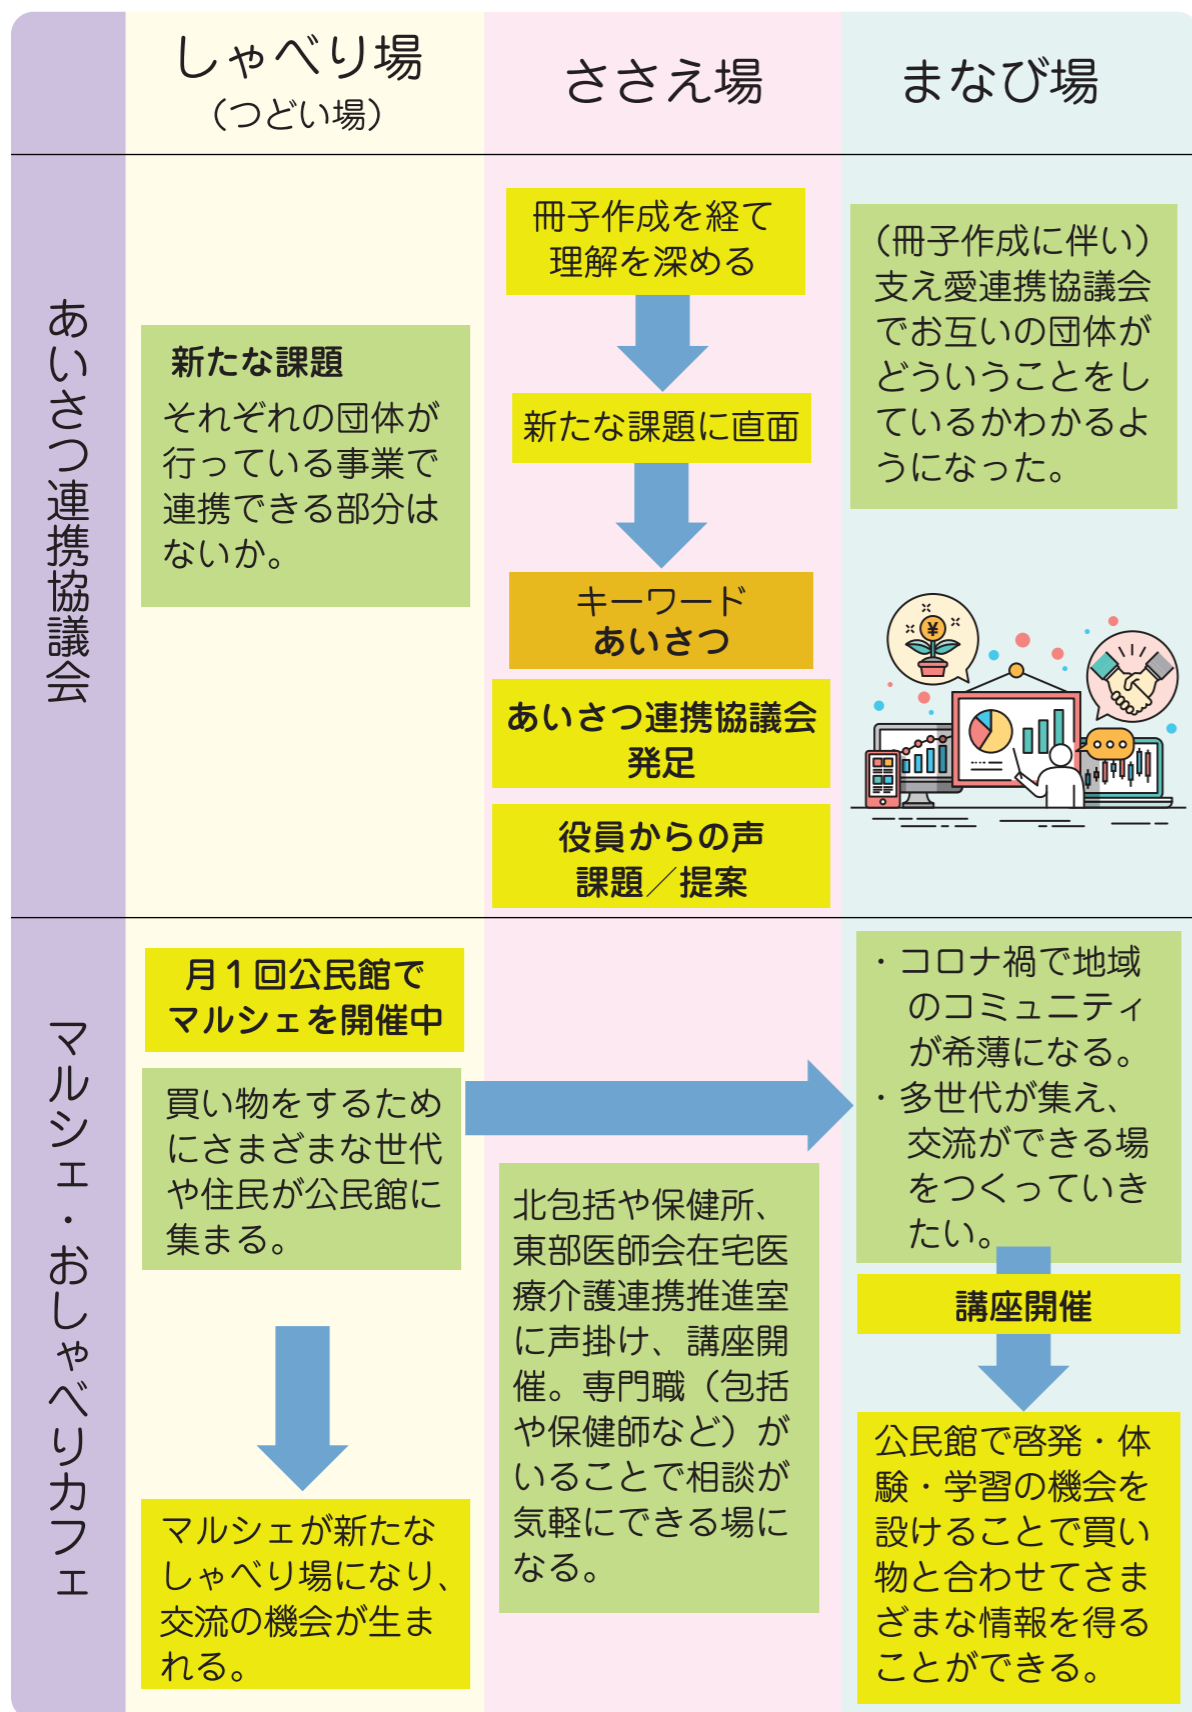 しゃべり場
（つどい場）
ささえ場
まなび場
あいさつ連携協議会
新たな課題
それぞれの団体が
行っている事業で
連携できる部分は
ないか。
冊子作成を経て
理解を深める
新たな課題に直面
キーワード
あいさつ
あいさつ連携協議会
発足
役員からの声
課題／提案
（冊子作成に伴い）
支え愛連携協議会
でお互いの団体が
どういうことをし
ているかわかるよ
うになった。
¥
マルシェ・おしゃべりカフェ
月１回公民館で
マルシェを開催中
買い物をするため
にさまざまな世代
や住民が公民館に
集まる。
マルシェが新たな
しゃべり場になり、
交流の機会が生ま
れる。
北包括や保健所、
東部医師会在宅医
療介護連携推進室
に声掛け、講座開
催。専門職（包括
や保健師など）が
いることで相談が
気軽にできる場に
なる。
・コロナ禍で地域
のコミュニティ
が希薄になる。
・多世代が集え、
交流ができる場
をつくっていき
たい。
講座開催
公民館で啓発・体
験・学習の機会を
設けることで買い
物と合わせてさま
ざまな情報を得る
ことができる。